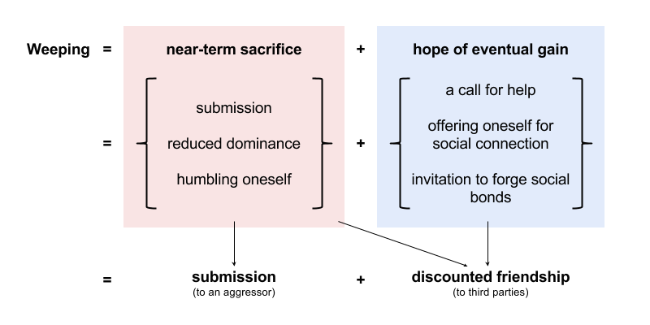 Weeping = near-term sacrifice + hope of eventual gain
a call for help
submission
offering oneself for
= reduced dominance + social connection
humbling oneself
invitation to forge social
bonds
= submission + discounted friendship
(to an aggressor) (to third parties)